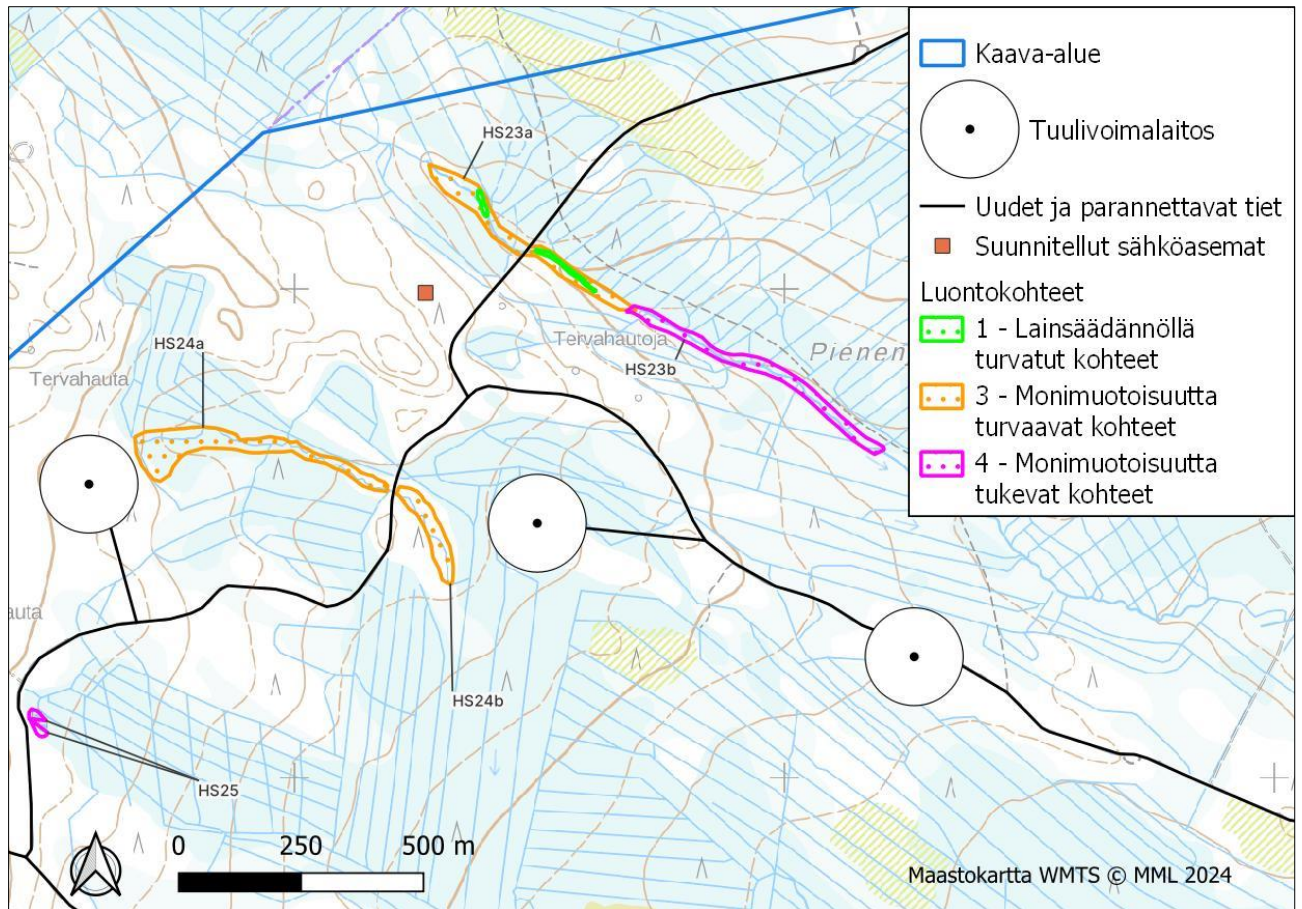 HS23a
HS24a
Tervahauta
Tervahautoja
HS23b
Pienen
HS24b
HS25
0 250 500 m
Kaava-alue
Tuulivoimalaitos
Uudet ja parannettavat tiet
Suunnitellut sähköasemat
Luontokohteet
1 - Lainsäädännöllä
turvatut kohteet
3 - Monimuotoisuutta
turvaavat kohteet
4 - Monimuotoisuutta
tukevat kohteet
auta
Maastokartta WMTS © MML 2024